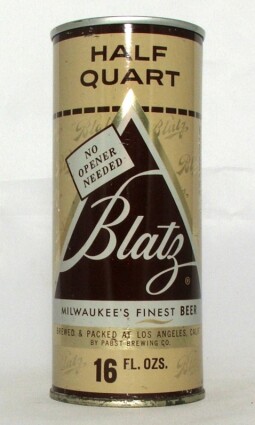 HALF
QUART
Blatz
NO
OPENER
NEEDED
Blatz ®
MILWAUKEE'S FINEST BEER
BREWED & PACKED AT LOS ANGELES, CALIF.
BY PABST BREWING CO.
16 FL. OZS.